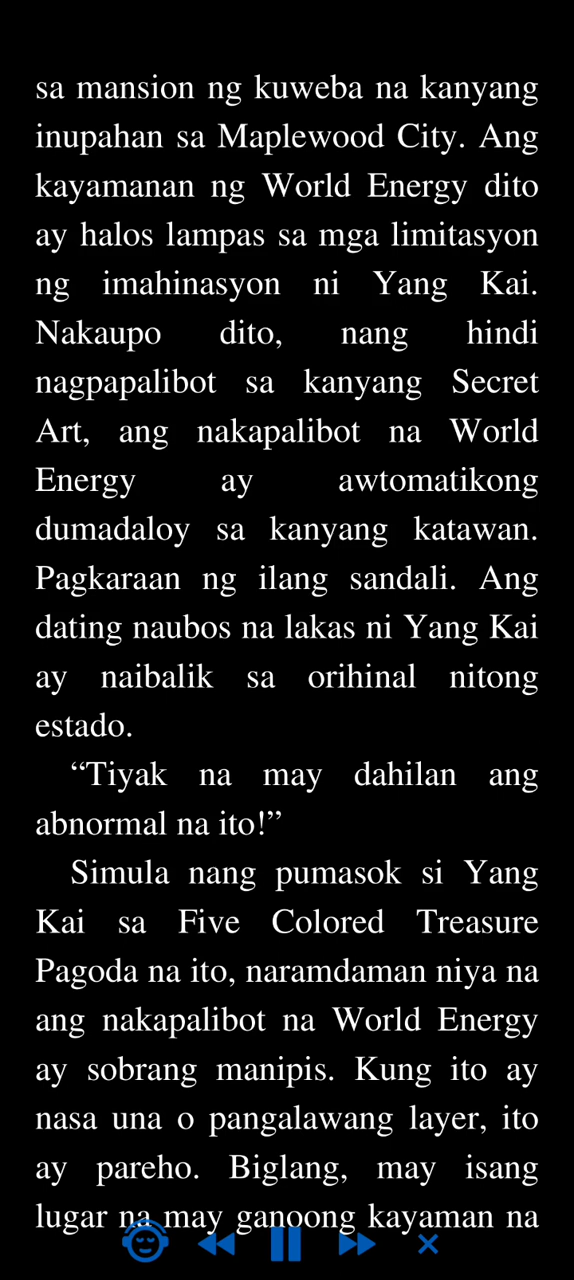 sa mansion ng kuweba na kanyang
inupahan sa Maplewood City. Ang
kayamanan ng World Energy dito
ay halos lampas sa mga limitasyon
ng imahinasyon ni Yang Kai.
Nakaupo dito, nang hindi
nagpapalibot sa kanyang Secret
Art, ang nakapalibot na World
Energy ay awtomatikong
dumadaloy sa kanyang katawan.
Pagkaraan ng ilang sandali. Ang
dating naubos na lakas ni Yang Kai
ay naibalik sa orihinal nitong
estado.
“Tiyak na may dahilan ang
abnormal na ito!”
Simula nang pumasok si Yang
Kai sa Five Colored Treasure
Pagoda na ito, naramdaman niya na
ang nakapalibot na World Energy
ay sobrang manipis. Kung ito ay
nasa una o pangalawang layer, ito
ay pareho. Biglang, may isang
lugar na may ganoong kayaman na